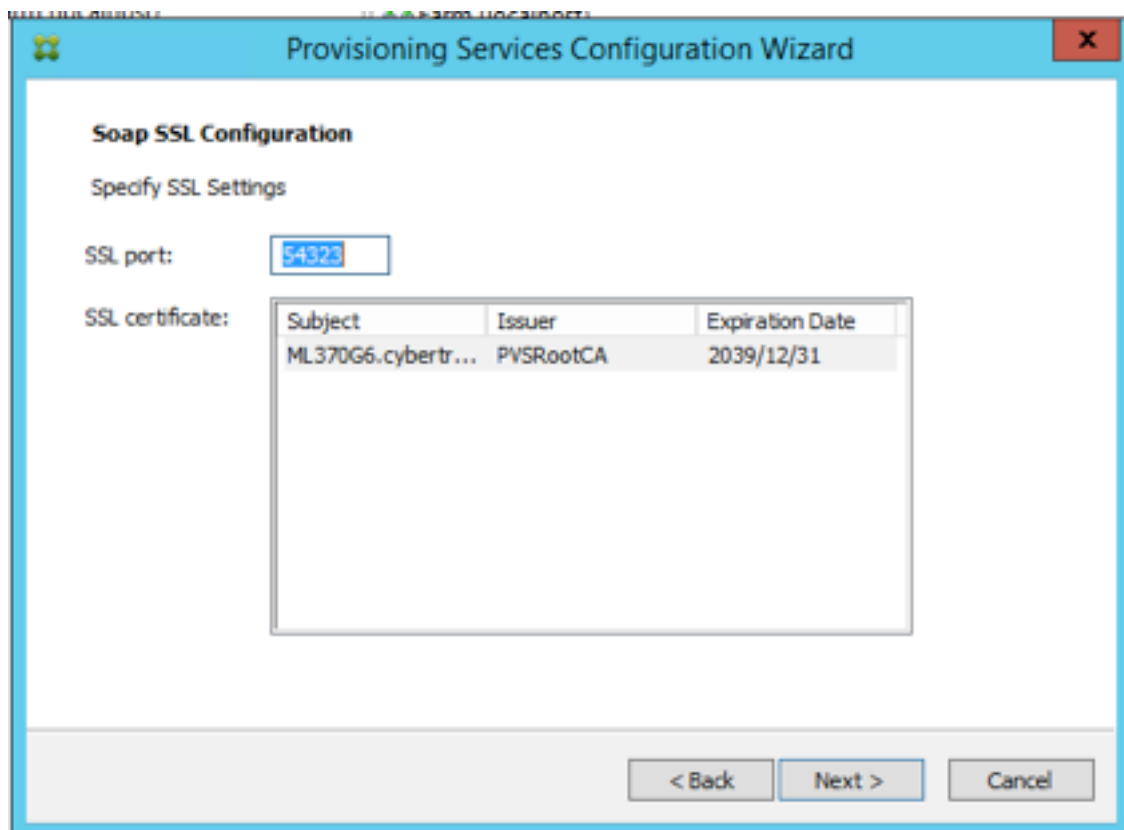 Provisioning Services Configuration Wizard
x
Soap SSL Configuration
Specify SSL Settings
SSL port: 54323
SSL certificate:
Subject Issuer Expiration Date
ML370G6.cybertr... PVSRootCA 2039/12/31
< Back Next > Cancel